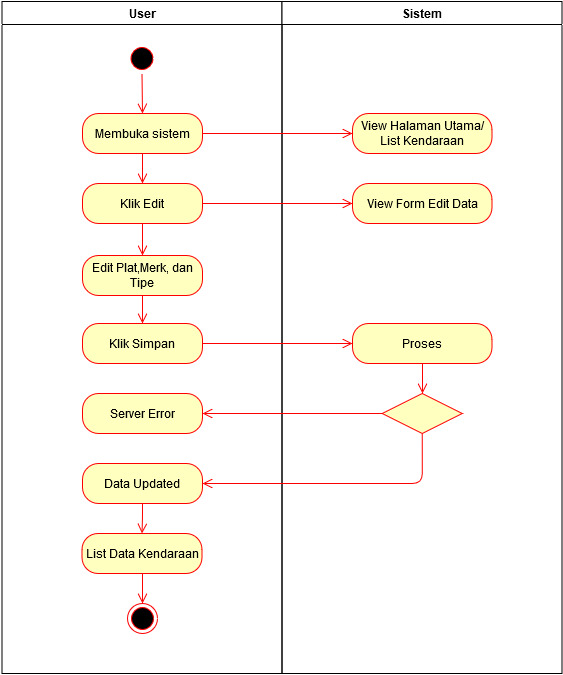 User
Sistem
Membuka sistem
View Halaman Utama/
List Kendaraan
Klik Edit
View Form Edit Data
Edit Plat,Merk, dan
Tipe
Klik Simpan
Proses
Server Error
Data Updated
List Data Kendaraan